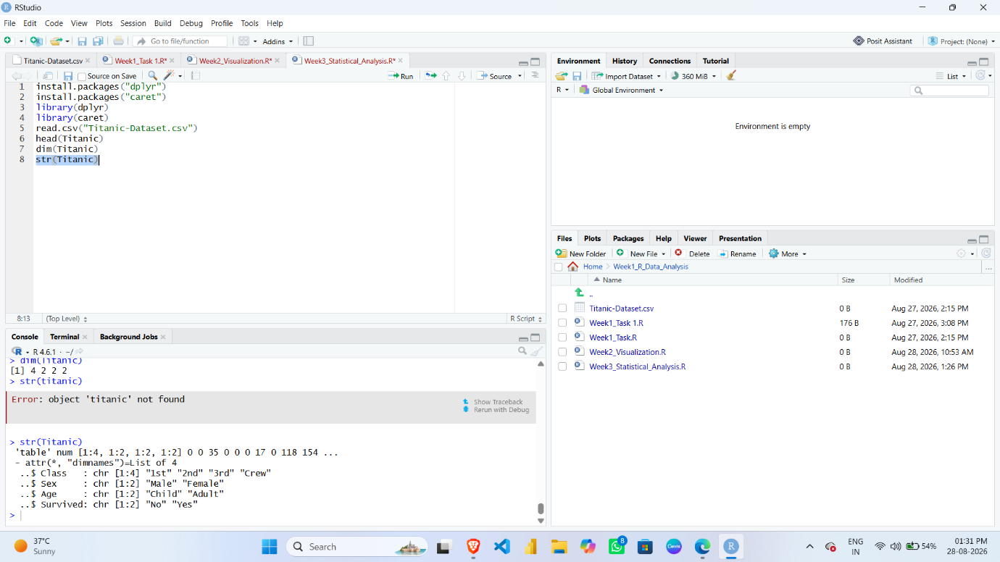 RStudio
File Edit Code View Plots Session Build Debug Profile Tools Help
Go to file/function Addins Posit Assistant Project: (None)
Titanic-Dataset.csv Week1_Task 1.R* Week2_Visualization.R* Week3_Statistical_Analysis.R*
Source on Save Run Source
1 install.packages("dplyr")
2 install.packages("caret")
3 library(dplyr)
4 library(caret)
5 read.csv("Titanic-Dataset.csv")
6 head(Titanic)
7 dim(Titanic)
8 str(Titanic)
8:13 (Top Level) R Script
Console Terminal Background Jobs
R 4.6.1 · ~/
> dim(Titanic)
[1] 4 2 2 2
> str(titanic)
Error: object 'titanic' not found
Show Traceback
Rerun with Debug
> str(Titanic)
'table' num [1:4, 1:2, 1:2, 1:2] 0 0 35 0 0 0 17 0 118 154 ...
- attr(*, "dimnames")=List of 4
..$ Class : chr [1:4] "1st" "2nd" "3rd" "Crew"
..$ Sex : chr [1:2] "Male" "Female"
..$ Age : chr [1:2] "Child" "Adult"
..$ Survived: chr [1:2] "No" "Yes"
>
Environment History Connections Tutorial
Import Dataset 360 MiB List
R Global Environment
Environment is empty
Files Plots Packages Help Viewer Presentation
New Folder New File Delete Rename More
Home Week1_R_Data_Analysis ...
Name Size Modified
..
Titanic-Dataset.csv 0 B Aug 27, 2026, 2:15 PM
Week1_Task 1.R 176 B Aug 27, 2026, 3:08 PM
Week1_Task.R 0 B Aug 27, 2026, 2:15 PM
Week2_Visualization.R 0 B Aug 28, 2026, 10:53 AM
Week3_Statistical_Analysis.R 0 B Aug 28, 2026, 1:26 PM
37°C
Sunny
Search
Canva
8
R
ENG
IN
54%
01:31 PM
28-08-2026